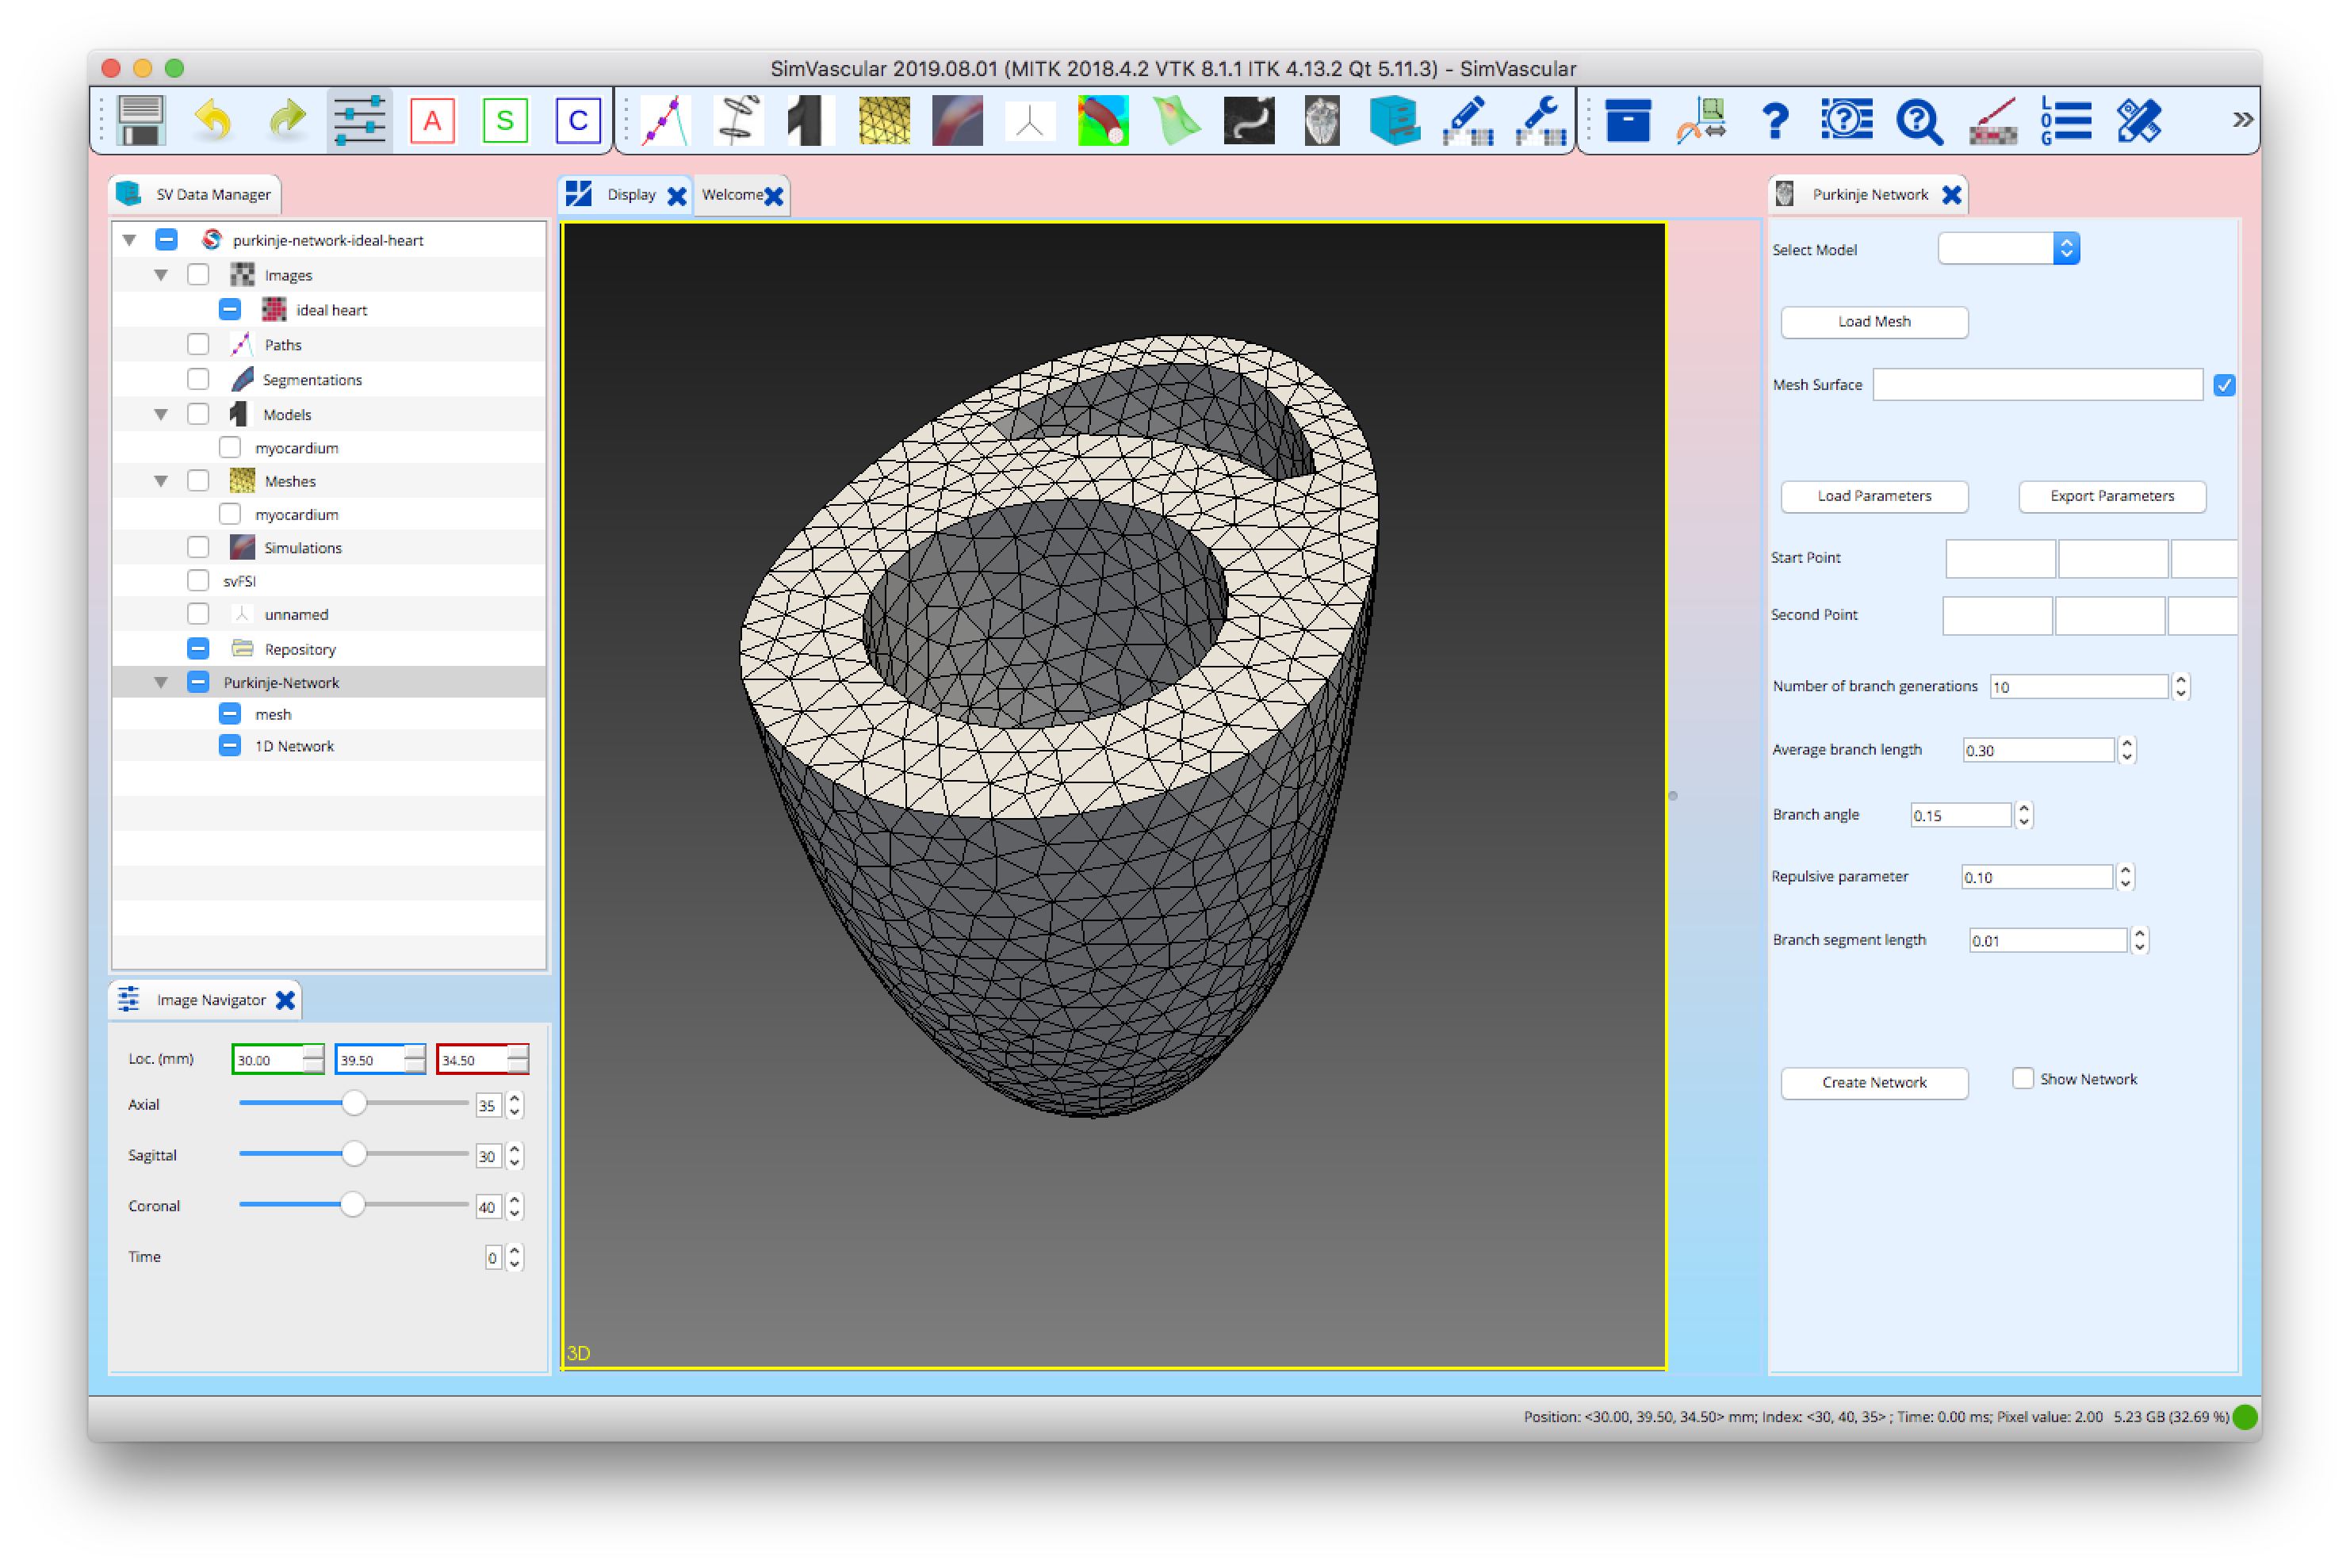 SimVascular 2019.08.01 (MITK 2018.4.2 VTK 8.1.1 ITK 4.13.2 Qt 5.11.3) - SimVascular
A S C
LOG
SV Data Manager
purkinje-network-ideal-heart
Images
ideal heart
Paths
Segmentations
Models
myocardium
Meshes
myocardium
Simulations
svFSI
unnamed
Repository
Purkinje-Network
mesh
1D Network
Image Navigator
Loc. (mm) 30.00 39.50 34.50
Axial 35
Sagittal 30
Coronal 40
Time 0
Display Welcome
3D
Purkinje Network
Select Model
Load Mesh
Mesh Surface
Load Parameters Export Parameters
Start Point
Second Point
Number of branch generations 10
Average branch length 0.30
Branch angle 0.15
Repulsive parameter 0.10
Branch segment length 0.01
Create Network Show Network
Position: <30.00, 39.50, 34.50> mm; Index: <30, 40, 35> ; Time: 0.00 ms; Pixel value: 2.00 5.23 GB (32.69 %)